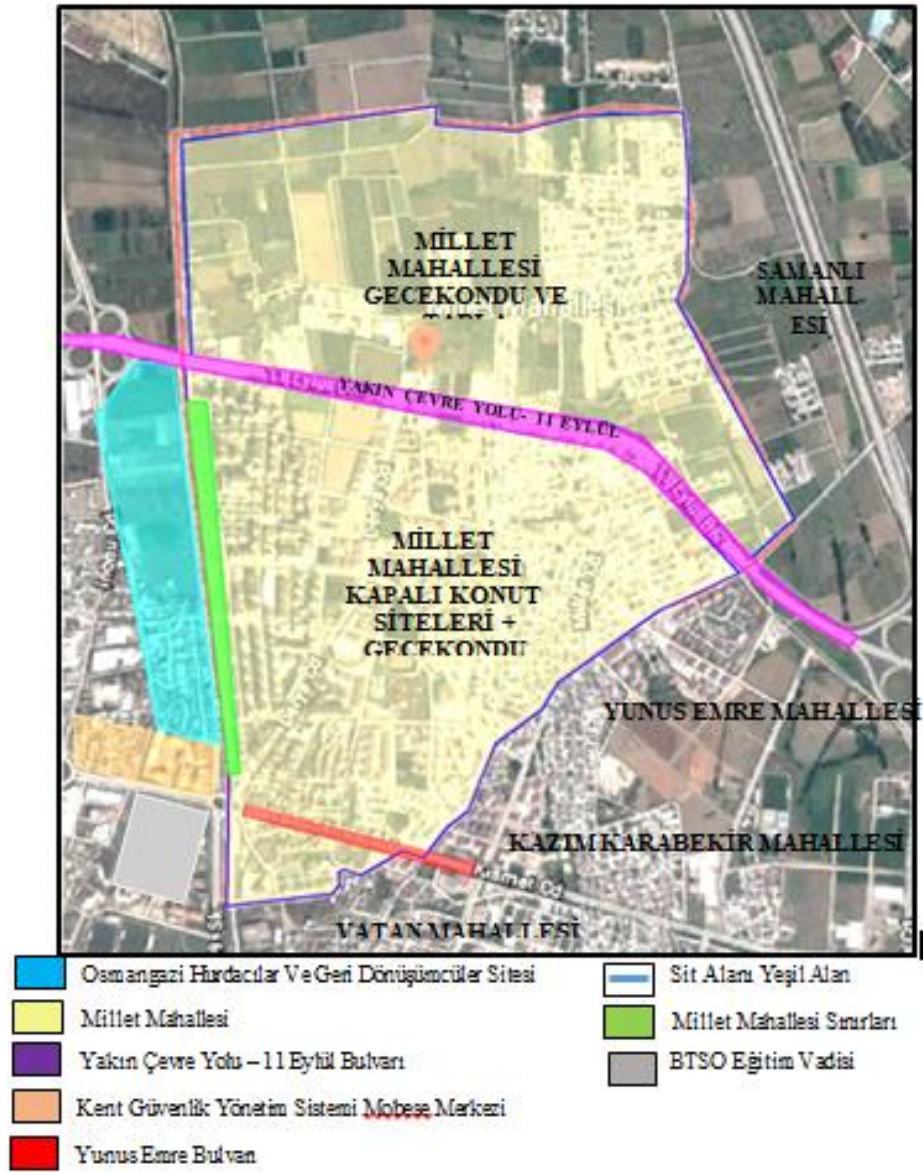 MİLLET
MAHALLESİ
GECEKONDU VE
SAMANLI
MAHALL-
ESİ
YAKIN ÇEVRE YOLU- 11 EYLÜL
MİLLET
MAHALLESİ
KAPALI KONUT
SİTELERİ +
GECEKONDU
YUNUS EMRE MAHALLESİ
KAZIM KARABEKİR MAHALLESİ
VATAN MAHALLESİ
Osmangazi Hurdacılar Ve Geri Dönüşümcüler Sitesi
Millet Mahallesi
Yakın Çevre Yolu – 11 Eylül Bulvarı
Kent Güvenlik Yönetim Sistemi Mobese Merkezi
Yunus Emre Bulvarı
Sit Alanı Yeşil Alan
Millet Mahallesi Sınırları
BTSO Eğitim Vadisi